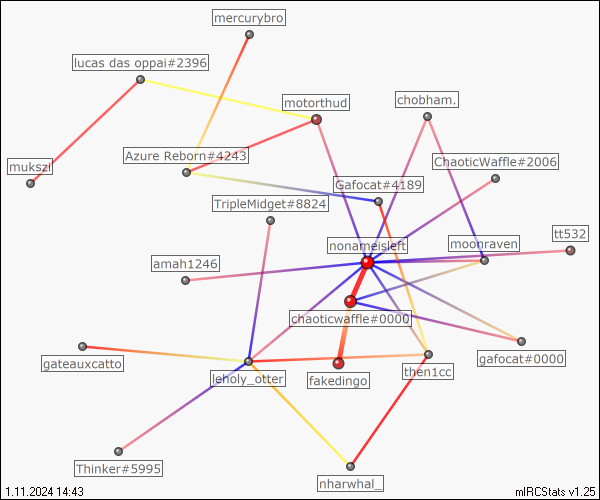 mercurybro
lucas das oppai#2396
motorthud
chobham.
mukszi
Azure Reborn#4243
ChaoticWaffle#2006
Gafocat#4189
TripleMidget#8824
tt532
nonameisleft
moonraven
amah1246
chaoticwaffle#0000
gateauxcatto
gafocat#0000
leholy_otter
fakedingo
then1cc
Thinker#5995
nharwhal_
1.11.2024 14:43
mIRCStats v1.25